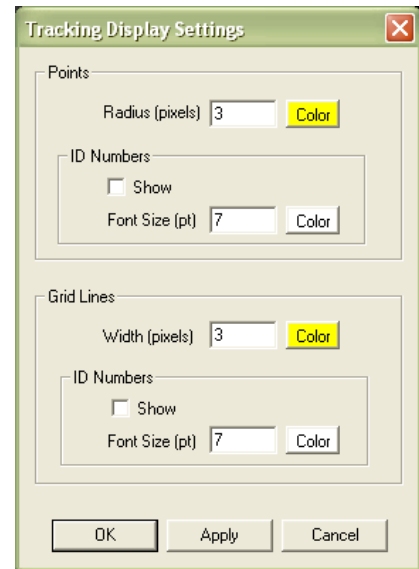 Tracking Display Settings
Points
Radius (pixels) 3 Color
ID Numbers
Show
Font Size (pt) 7 Color
Grid Lines
Width (pixels) 3 Color
ID Numbers
Show
Font Size (pt) 7 Color
OK Apply Cancel